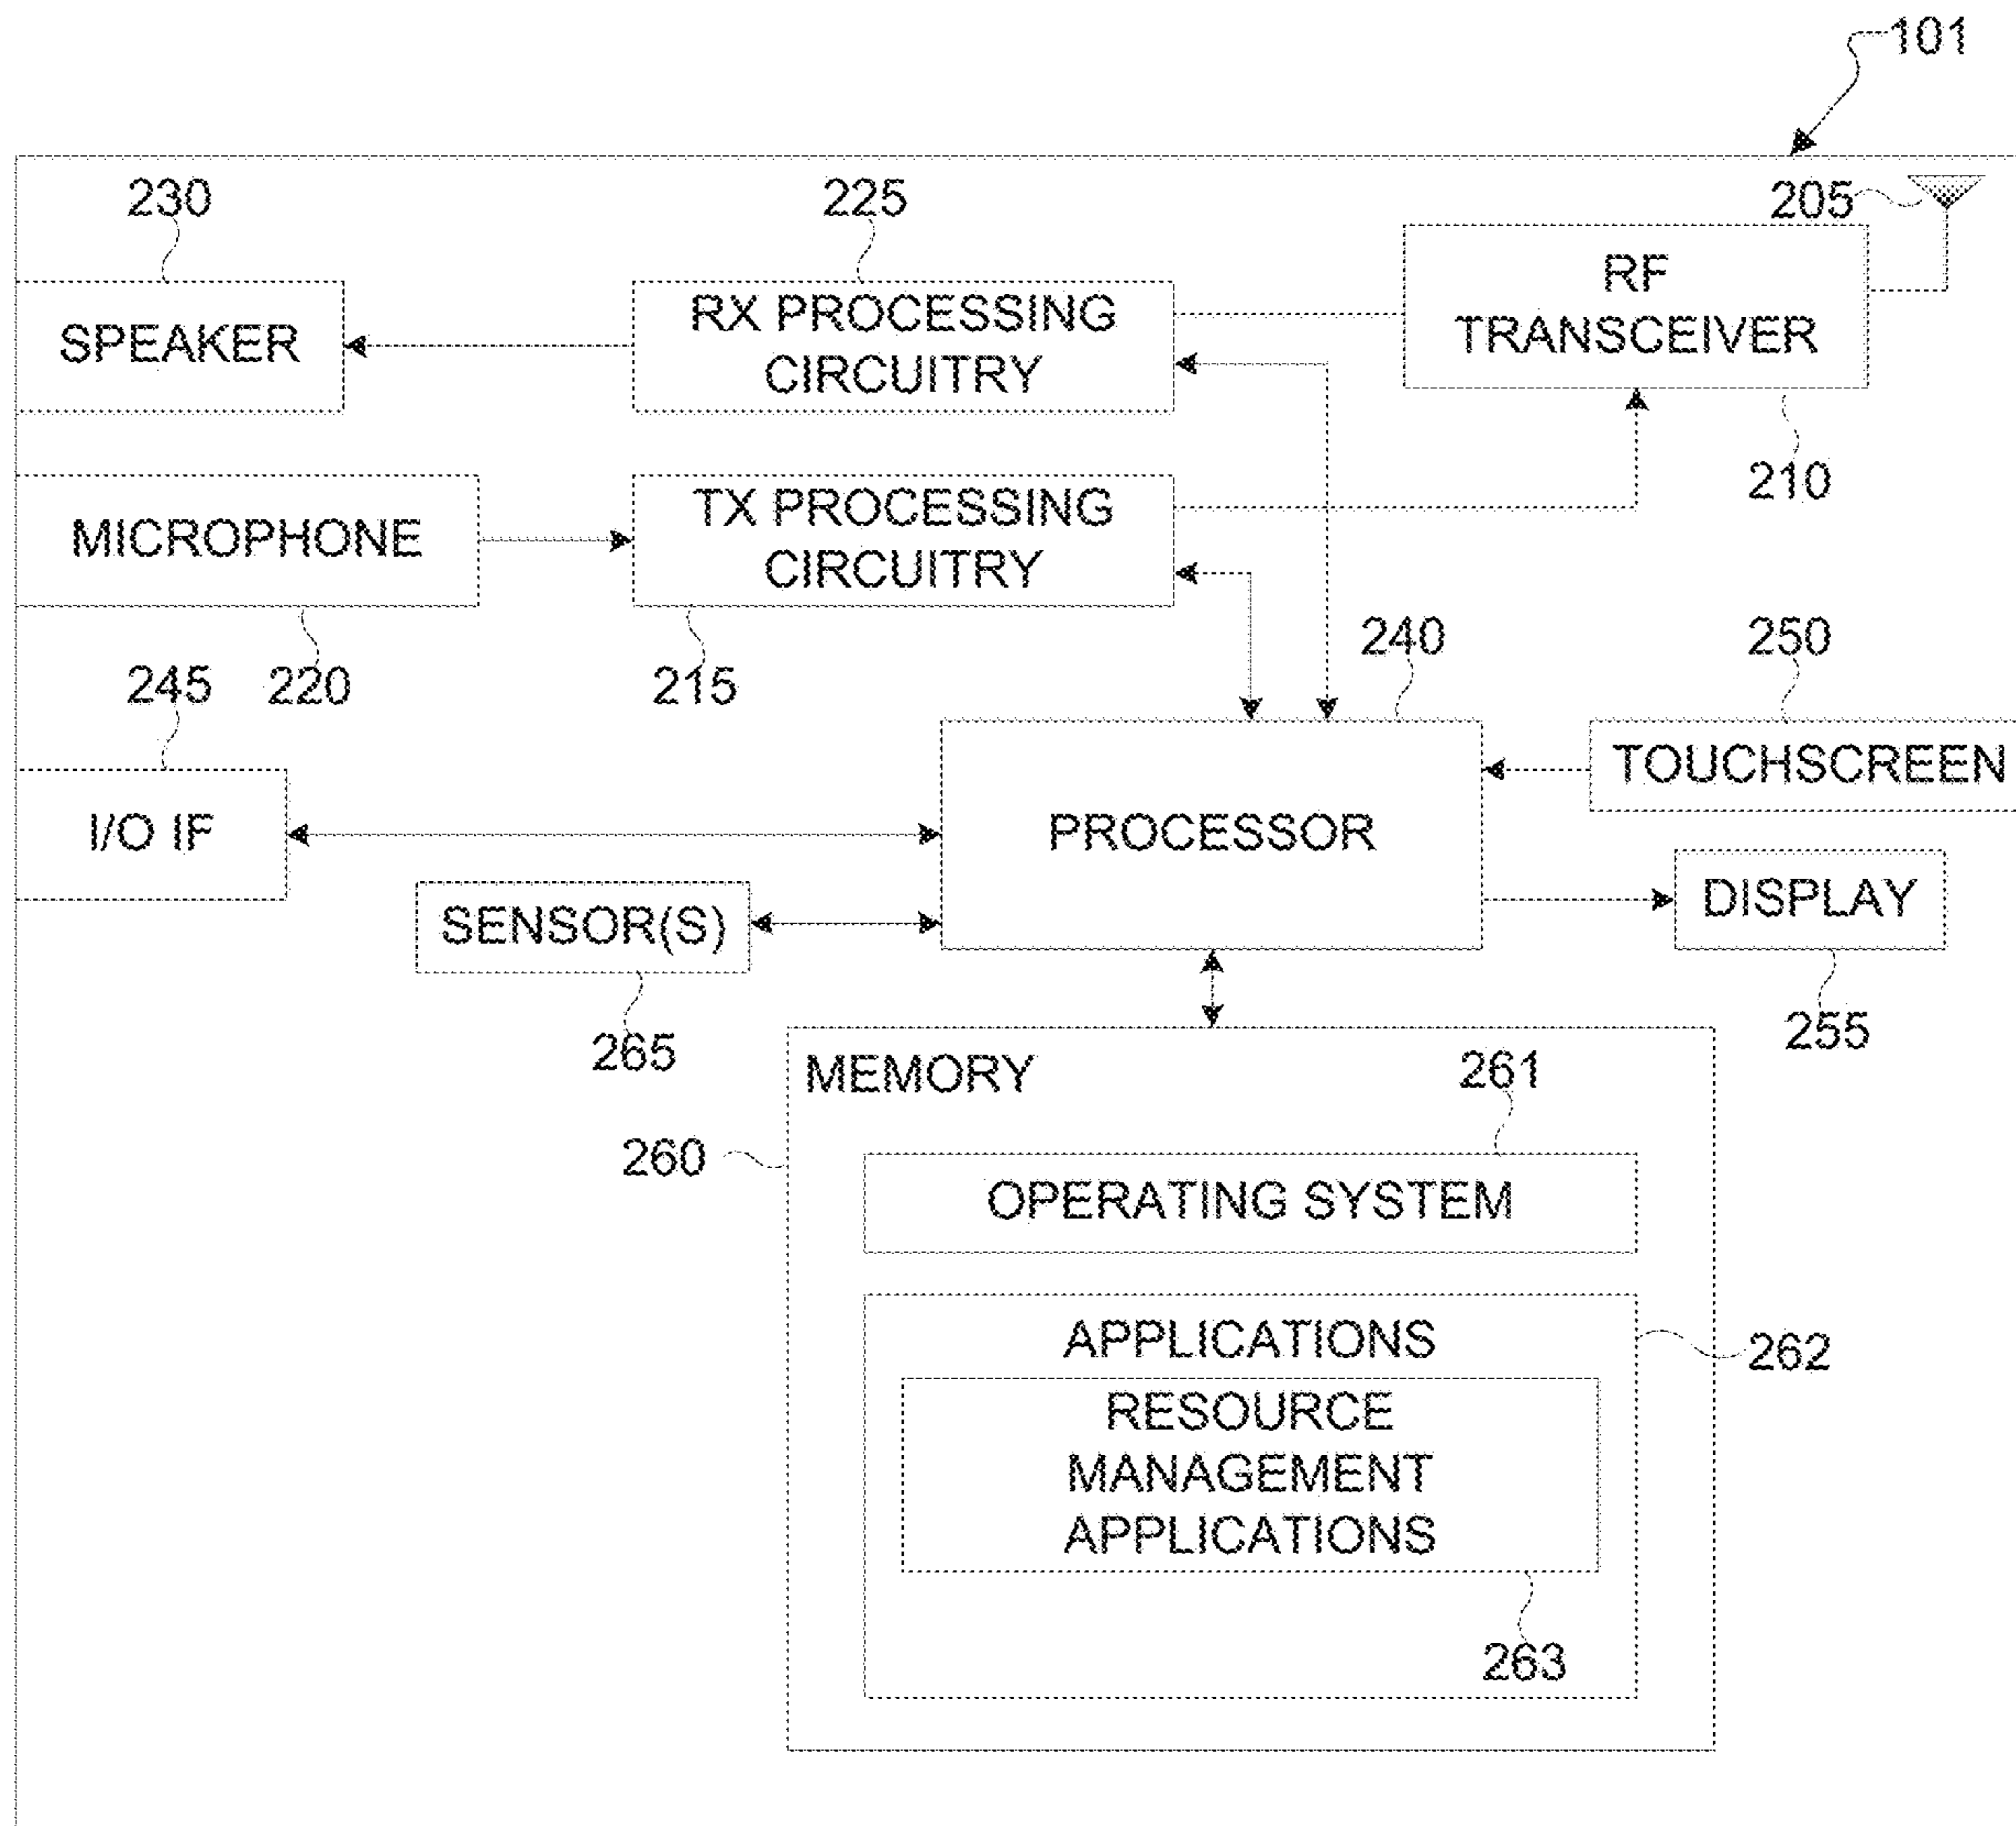 101
230
225
205
SPEAKER
RX PROCESSING
CIRCUITRY
RF
TRANSCEIVER
210
MICROPHONE
TX PROCESSING
CIRCUITRY
245
220
215
240
250
I/O IF
PROCESSOR
TOUCHSCREEN
SENSOR(S)
DISPLAY
265
255
MEMORY
261
260
OPERATING SYSTEM
APPLICATIONS
262
RESOURCE
MANAGEMENT
APPLICATIONS
263